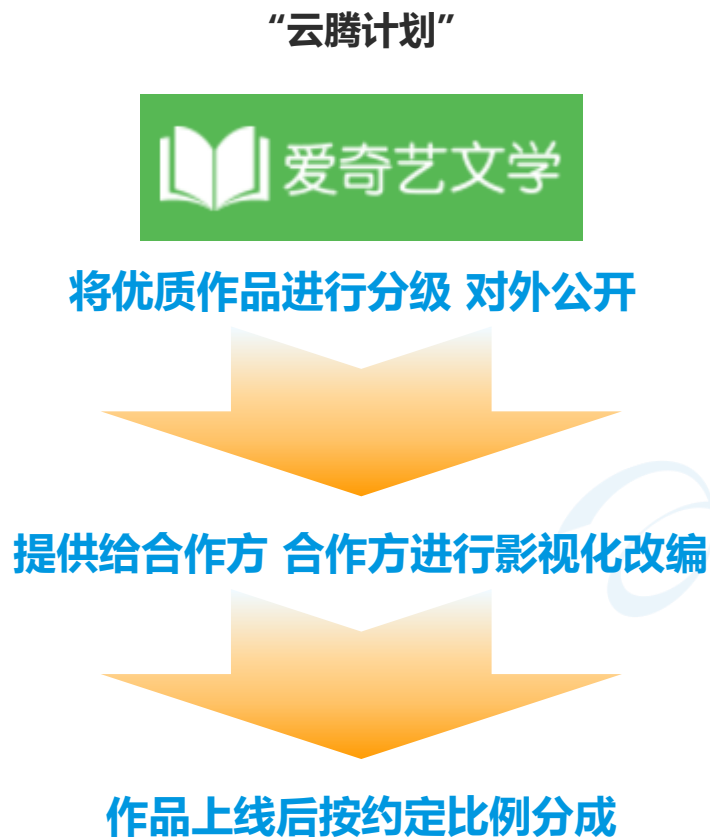 “云腾计划”
爱奇艺文学
将优质作品进行分级 对外公开
提供给合作方 合作方进行影视化改编
作品上线后按约定比例分成